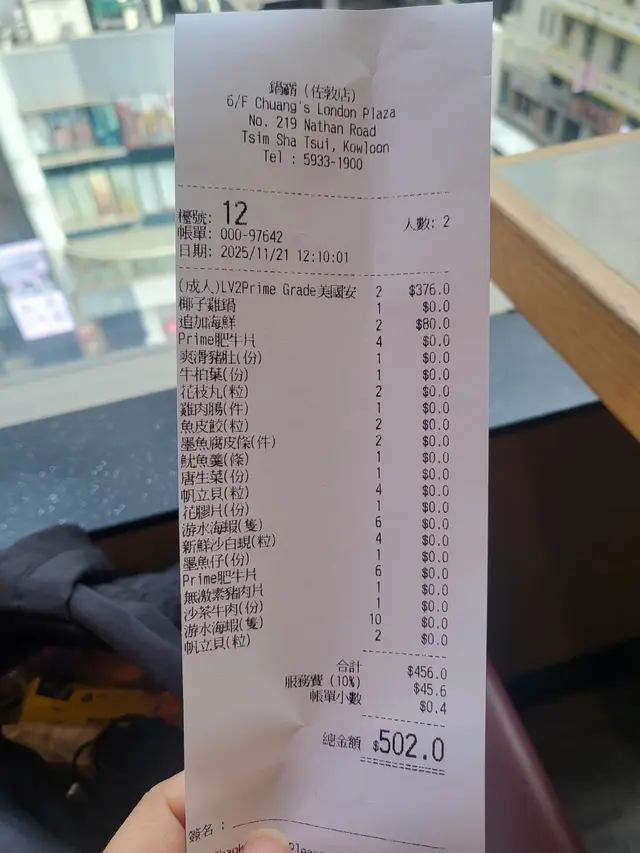 鍋霸 (佐敦店)
6/F Chuang's London Plaza
No. 219 Nathan Road
Tsim Sha Tsui, Kowloon
Tel : 5933-1900
檯號: 12 人數: 2
帳單: 000-97642
日期: 2025/11/21 12:10:01
(成人)LV2Prime Grade美國安 2 $376.0
椰子雞鍋 1 $0.0
追加海鮮 2 $80.0
Prime肥牛片 4 $0.0
爽滑豬肚(份) 1 $0.0
牛柏葉(份) 1 $0.0
花枝丸(粒) 2 $0.0
雞肉腸(件) 1 $0.0
魚皮餃(粒) 2 $0.0
墨魚腐皮條(件) 2 $0.0
魷魚羹(條) 1 $0.0
唐生菜(份) 1 $0.0
帆立貝(粒) 4 $0.0
花膠片(份) 1 $0.0
游水海蝦(隻) 6 $0.0
新鮮沙白蜆(粒) 4 $0.0
墨魚仔(份) 1 $0.0
Prime肥牛片 6 $0.0
無激素豬肉片 1 $0.0
沙茶牛肉(份) 1 $0.0
游水海蝦(隻) 10 $0.0
帆立貝(粒) 2 $0.0
合計 $456.0
服務費 (10%) $45.6
帳單小數 $0.4
總金額 $502.0
簽名 :